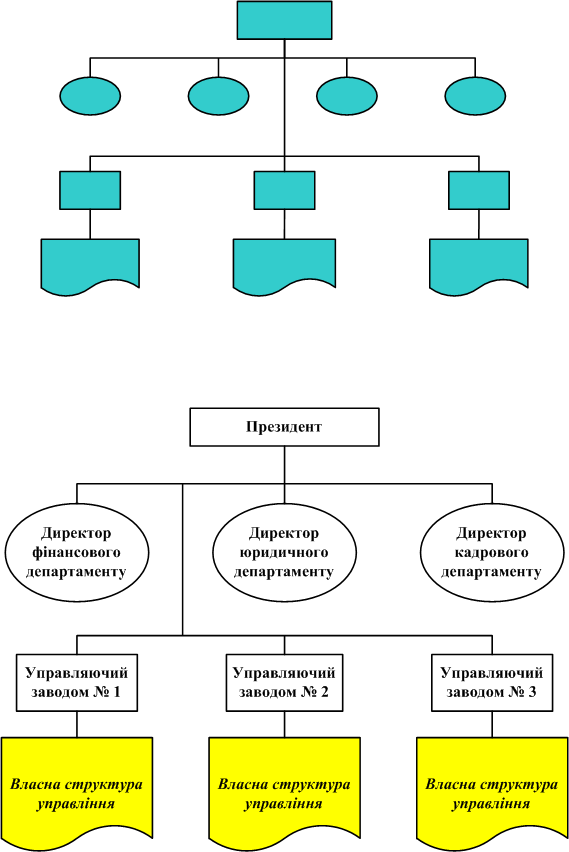 Президент
Директор
фінансового
департаменту
Директор
юридичного
департаменту
Директор
кадрового
департаменту
Управляючий
заводом № 1
Управляючий
заводом № 2
Управляючий
заводом № 3
Власна структура
управління
Власна структура
управління
Власна структура
управління